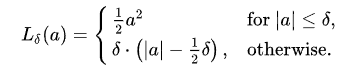 L_δ(a) = { ½a² for |a| ≤ δ,
δ · (|a| − ½δ), otherwise.